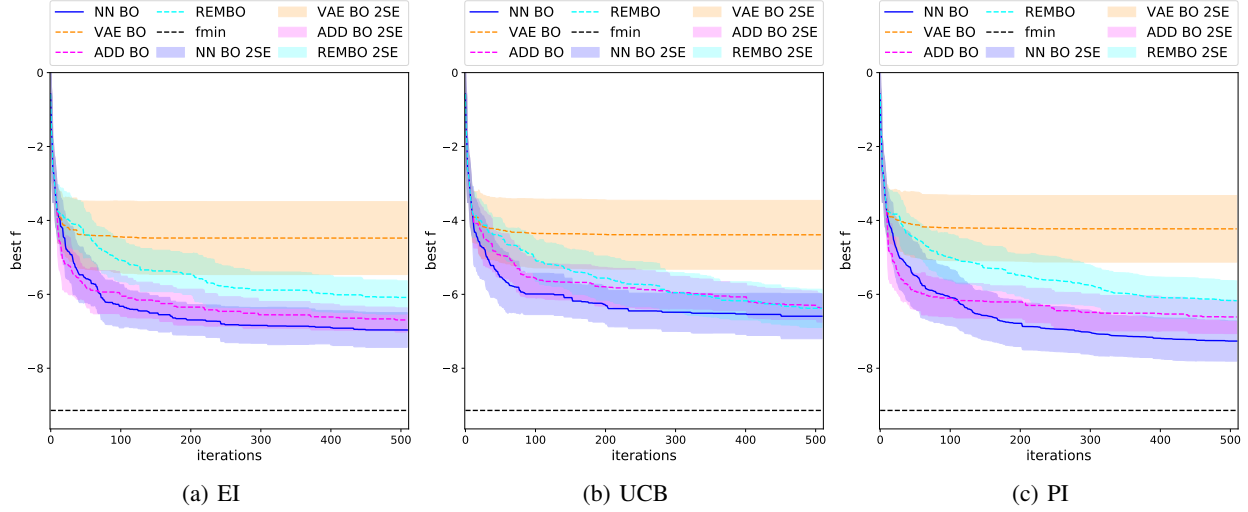 NN BO REMBO VAE BO 2SE
VAE BO fmin ADD BO 2SE
ADD BO NN BO 2SE REMBO 2SE
0
−2
−4
−6
−8
best f
0 100 200 300 400 500
iterations
(a) EI
NN BO REMBO VAE BO 2SE
VAE BO fmin ADD BO 2SE
ADD BO NN BO 2SE REMBO 2SE
0
−2
−4
−6
−8
best f
0 100 200 300 400 500
iterations
(b) UCB
NN BO REMBO VAE BO 2SE
VAE BO fmin ADD BO 2SE
ADD BO NN BO 2SE REMBO 2SE
0
−2
−4
−6
−8
best f
0 100 200 300 400 500
iterations
(c) PI